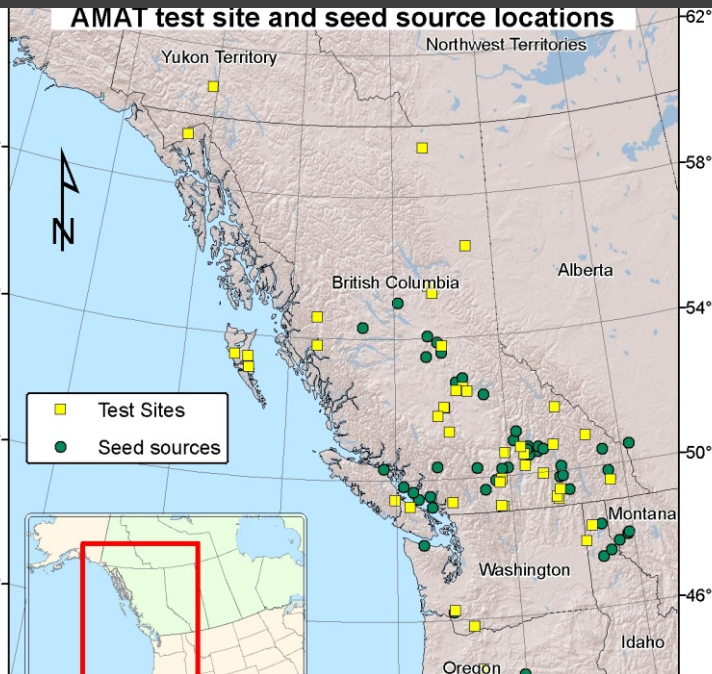 AMAT test site and seed source locations
62°
Northwest Territories
Yukon Territory
58°
N
British Columbia
Alberta
54°
Test Sites
Seed sources
50°
Montana
Washington
46°
Idaho
Oregon